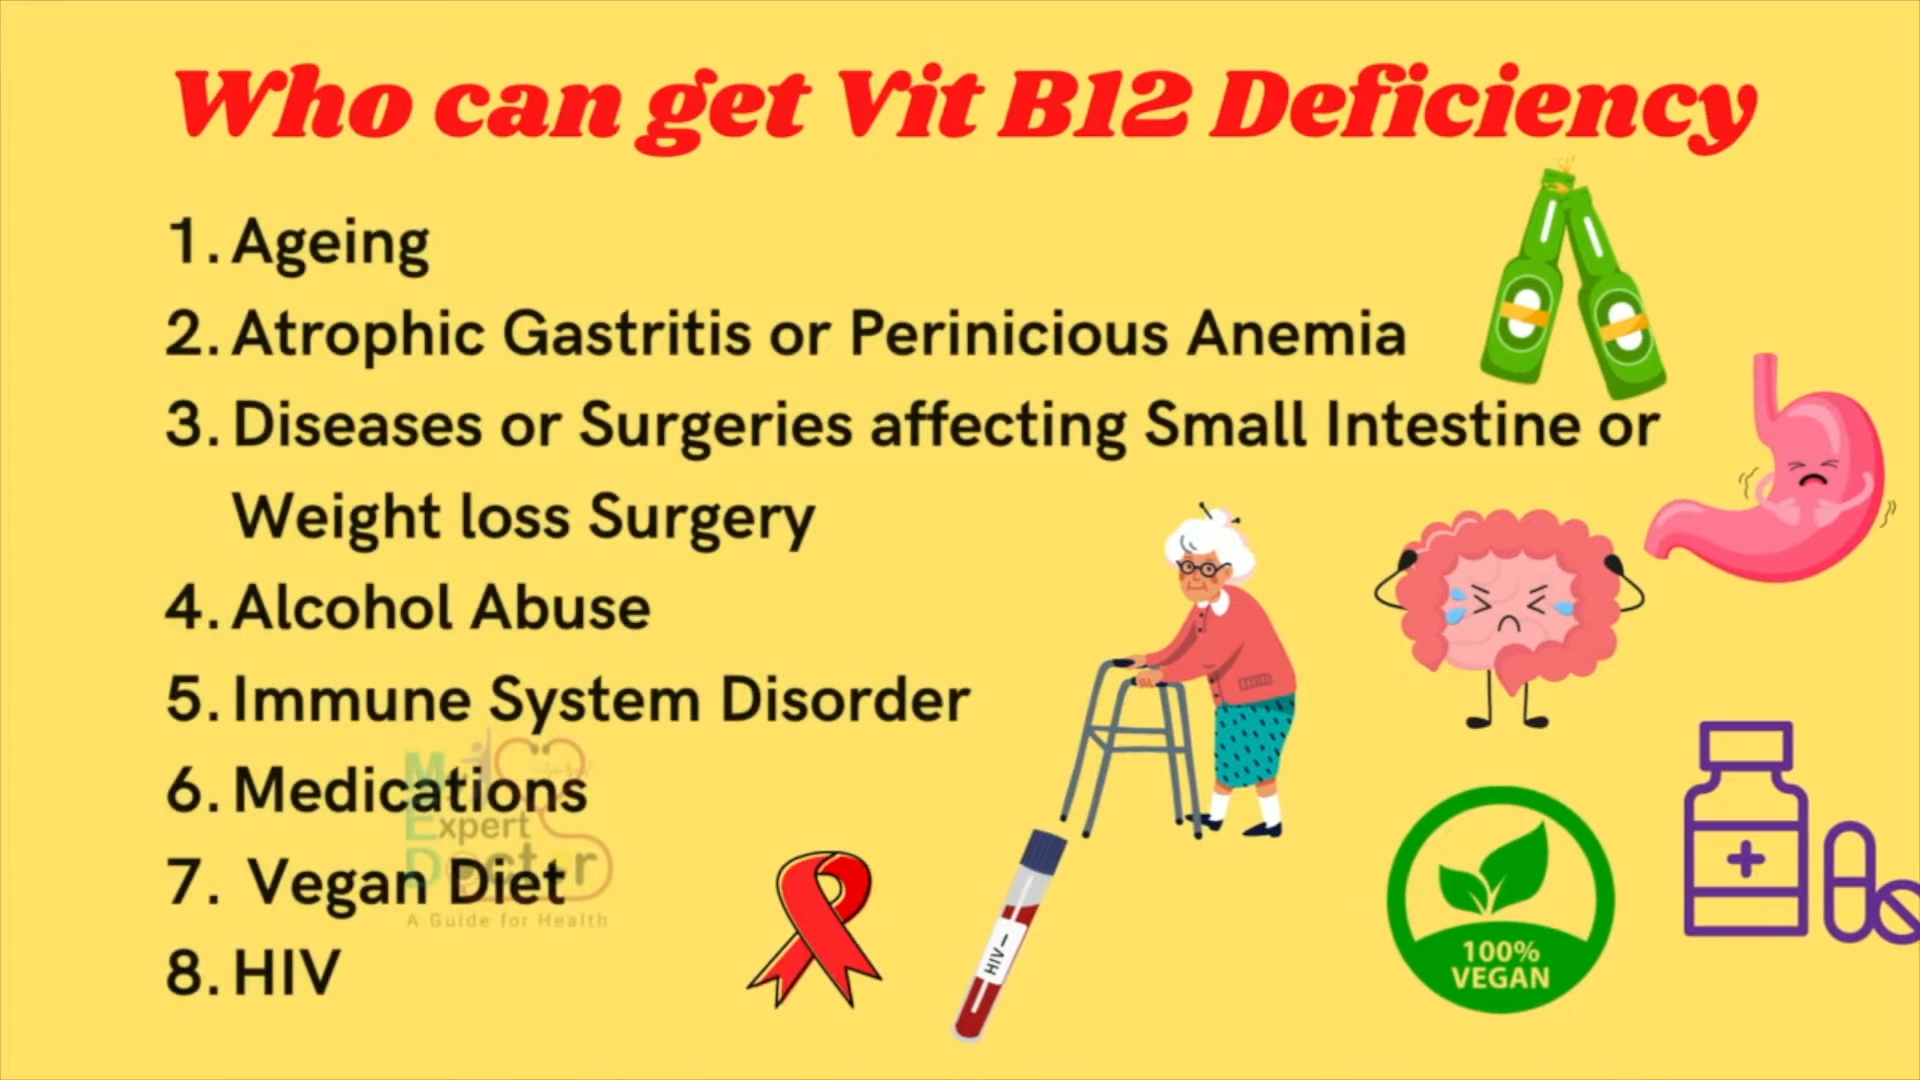 Who can get Vit B12 Deficiency
1. Ageing
2. Atrophic Gastritis or Perinicious Anemia
3. Diseases or Surgeries affecting Small Intestine or
Weight loss Surgery
4. Alcohol Abuse
5. Immune System Disorder
6. Medications
7. Vegan Diet
8. HIV
Expert
Doctor
A Guide for Health
HIV-
100%
VEGAN